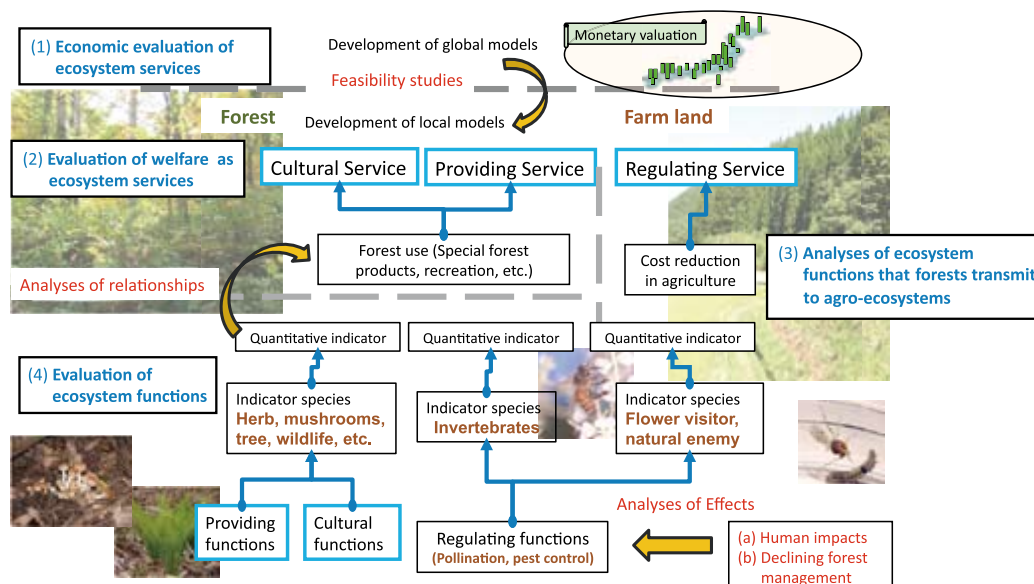 (1) Economic evaluation of
ecosystem services
Development of global models
Monetary valuation
Feasibility studies
Forest
Development of local models
Farm land
(2) Evaluation of welfare as
ecosystem services
Cultural Service
Providing Service
Regulating Service
Forest use (Special forest
products, recreation, etc.)
Cost reduction
in agriculture
(3) Analyses of ecosystem
functions that forests transmit
to agro-ecosystems
Analyses of relationships
Quantitative indicator
Quantitative indicator
Quantitative indicator
(4) Evaluation of
ecosystem functions
Indicator species
Herb, mushrooms,
tree, wildlife, etc.
Indicator species
Invertebrates
Indicator species
Flower visitor,
natural enemy
Providing
functions
Cultural
functions
Regulating functions
(Pollination, pest control)
Analyses of Effects
(a) Human impacts
(b) Declining forest
management